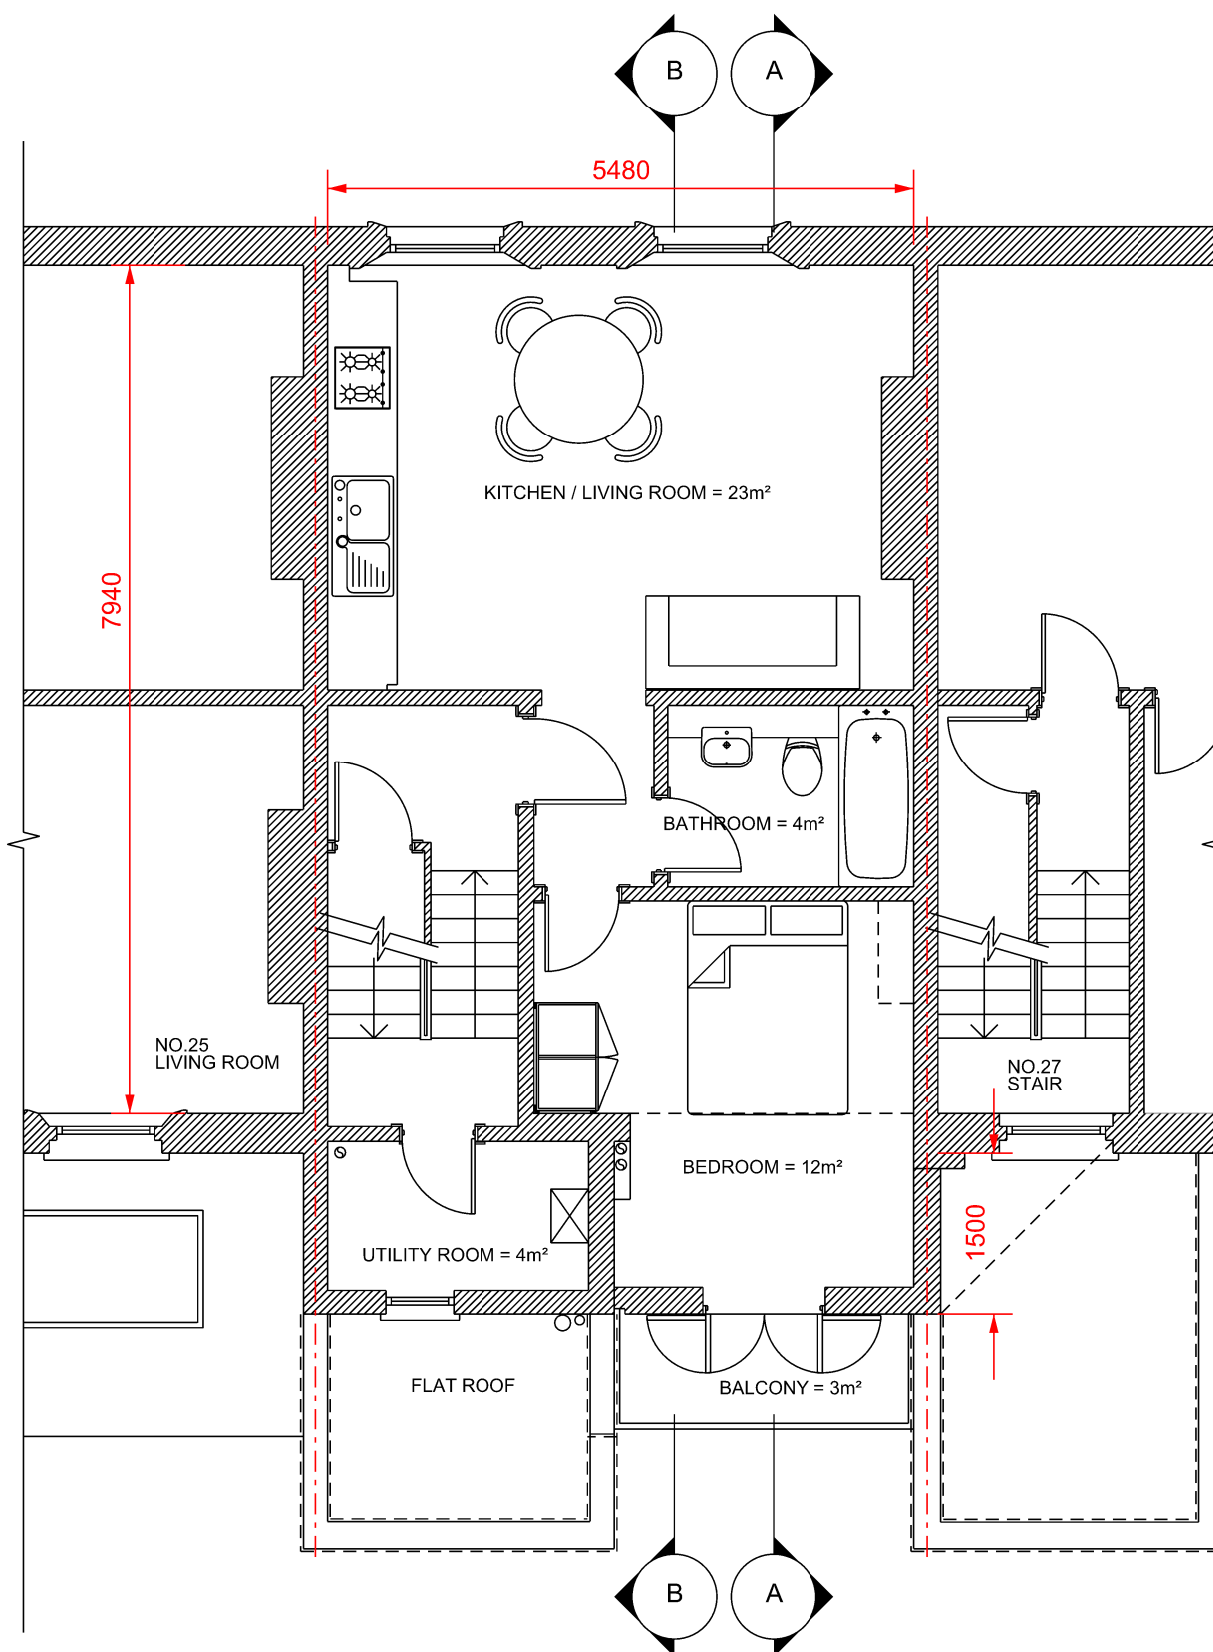 B
A
5480
KITCHEN / LIVING ROOM = 23m²
7940
BATHROOM = 4m²
NO.25
LIVING ROOM
NO.27
STAIR
BEDROOM = 12m²
1500
UTILITY ROOM = 4m²
FLAT ROOF
BALCONY = 3m²
B
A